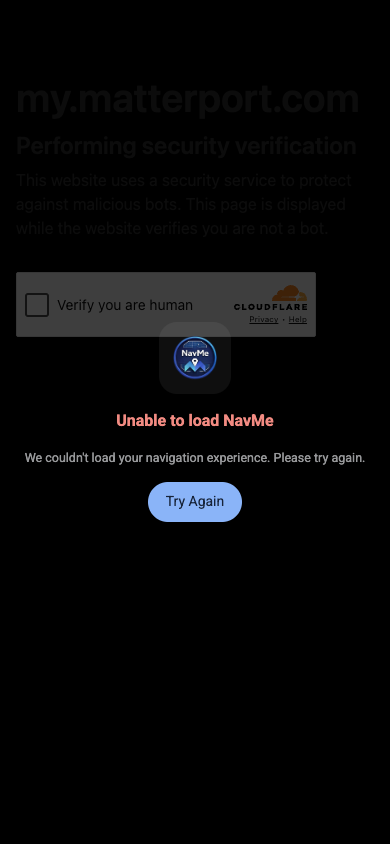 my.matterport.com
Performing security verification
This website uses a security service to protect
against malicious bots. This page is displayed
while the website verifies you are not a bot.
Verify you are human
CLOUDFLARE
Privacy • Help
NavMe
Unable to load NavMe
We couldn't load your navigation experience. Please try again.
Try Again